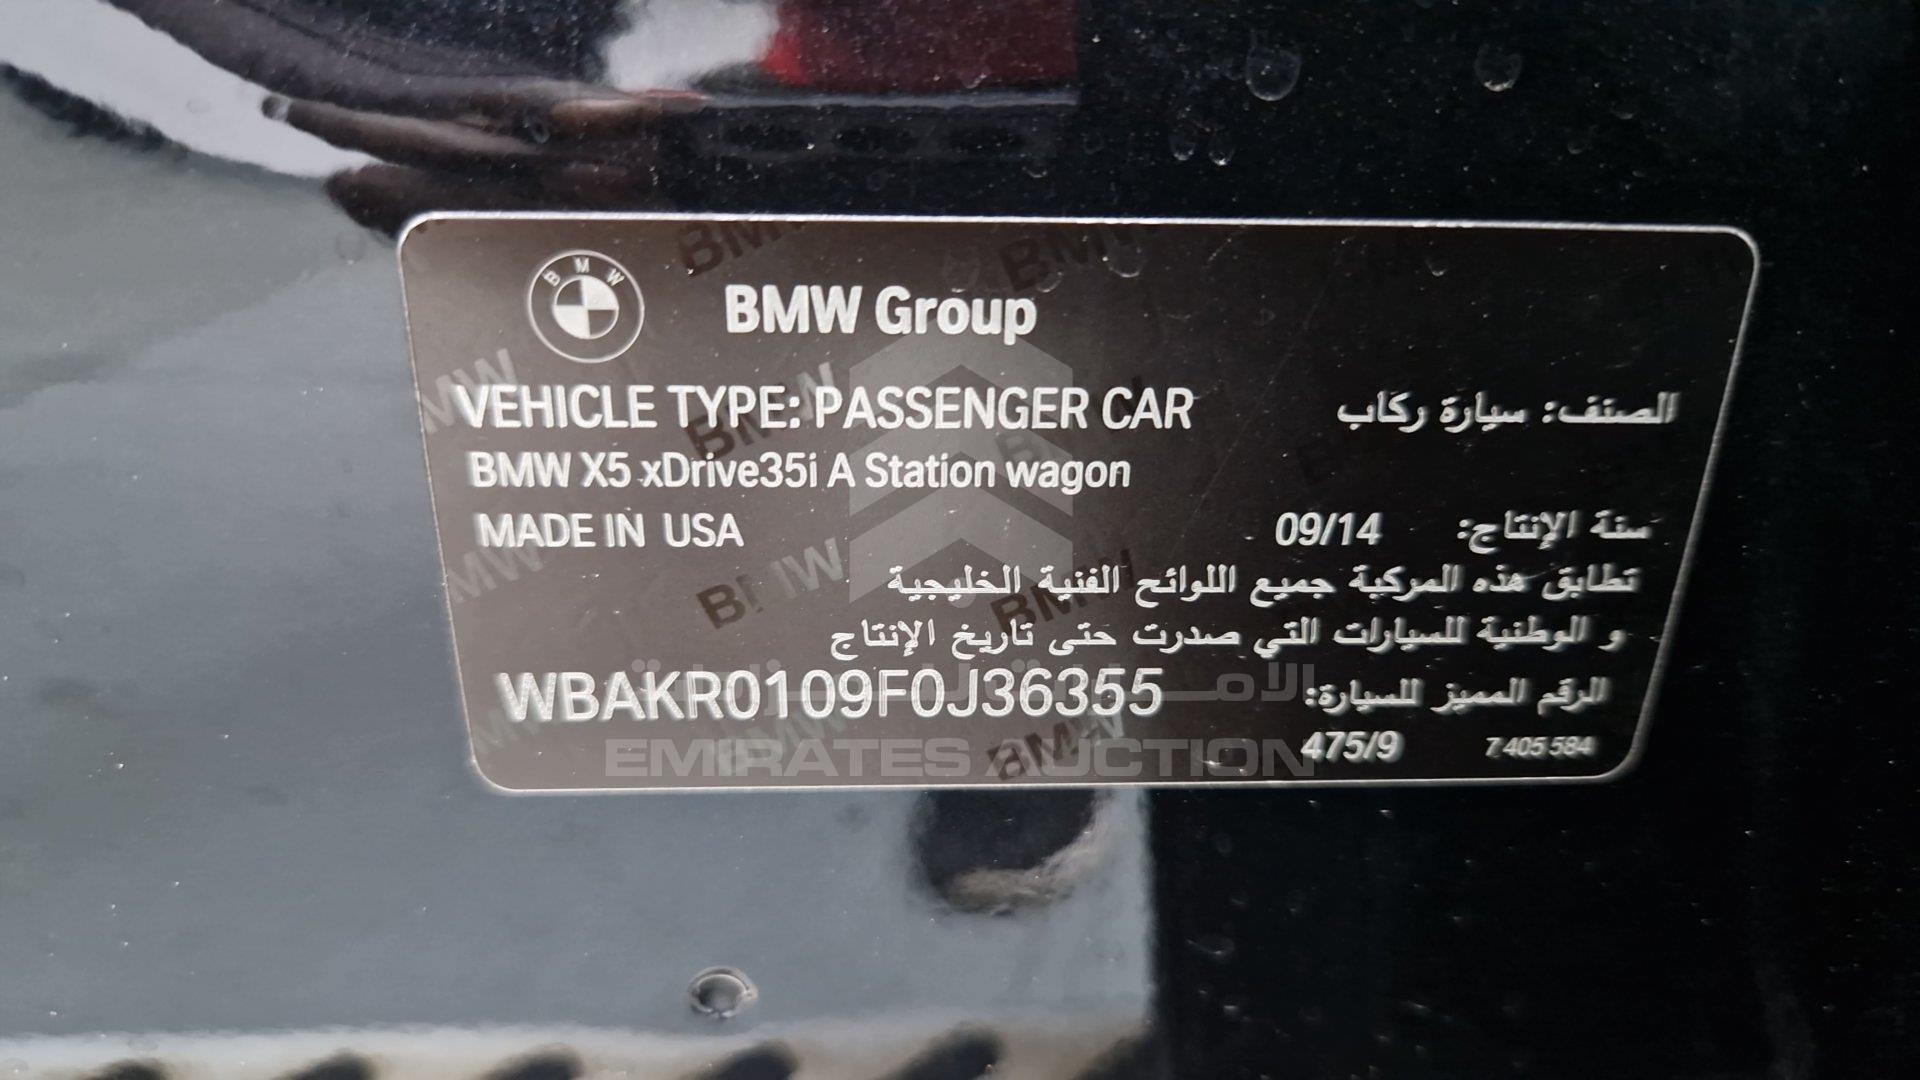 BMW
BMW Group
VEHICLE TYPE: PASSENGER CAR الصنف: سيارة ركاب
BMW X5 xDrive35i A Station wagon
MADE IN USA سنة الإنتاج: 09/14
تطابق هذه المركبة جميع اللوائح الفنية الخليجية
و الوطنية للسيارات التي صدرت حتى تاريخ الإنتاج
الرقم المميز للسيارة: WBAKR0109F0J36355
475/9 7 405 584
EMIRATES AUCTION